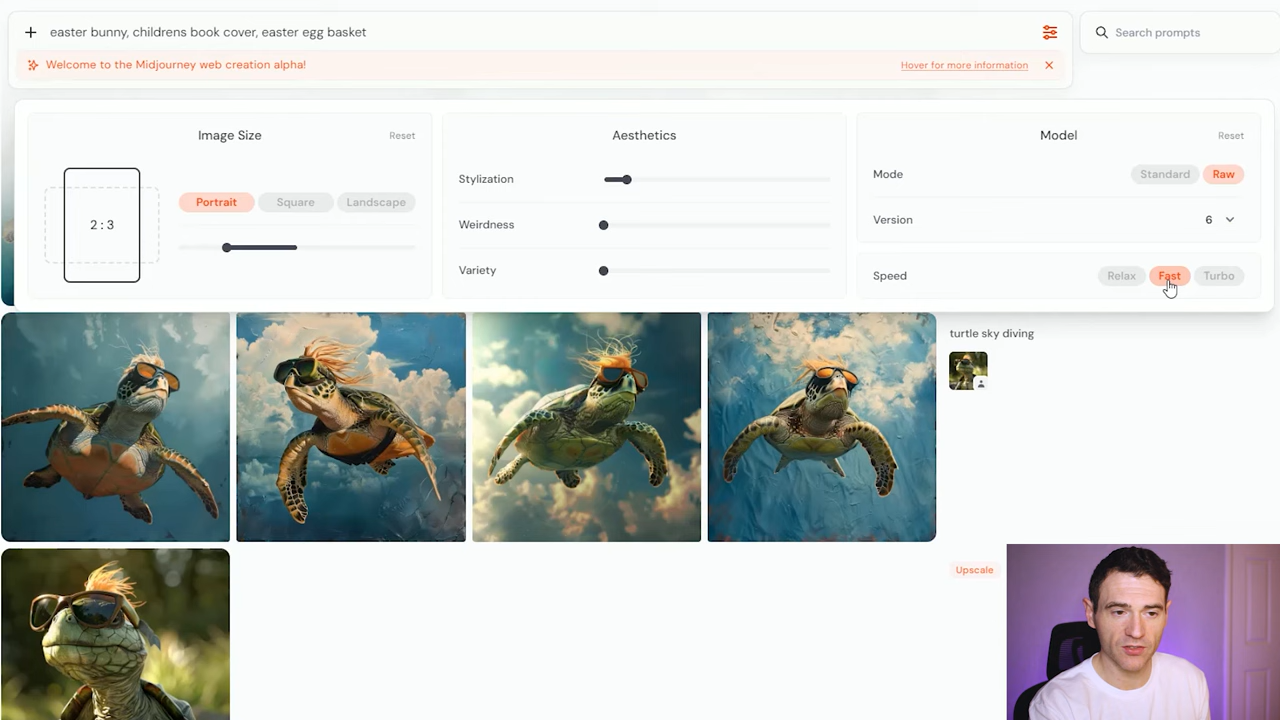 easter bunny, childrens book cover, easter egg basket
Search prompts
Welcome to the Midjourney web creation alpha!
Hover for more information
Image Size
Reset
2 : 3
Portrait
Square
Landscape
Aesthetics
Stylization
Weirdness
Variety
Model
Reset
Mode
Standard
Raw
Version
6
Speed
Relax
Fast
Turbo
turtle sky diving
Upscale